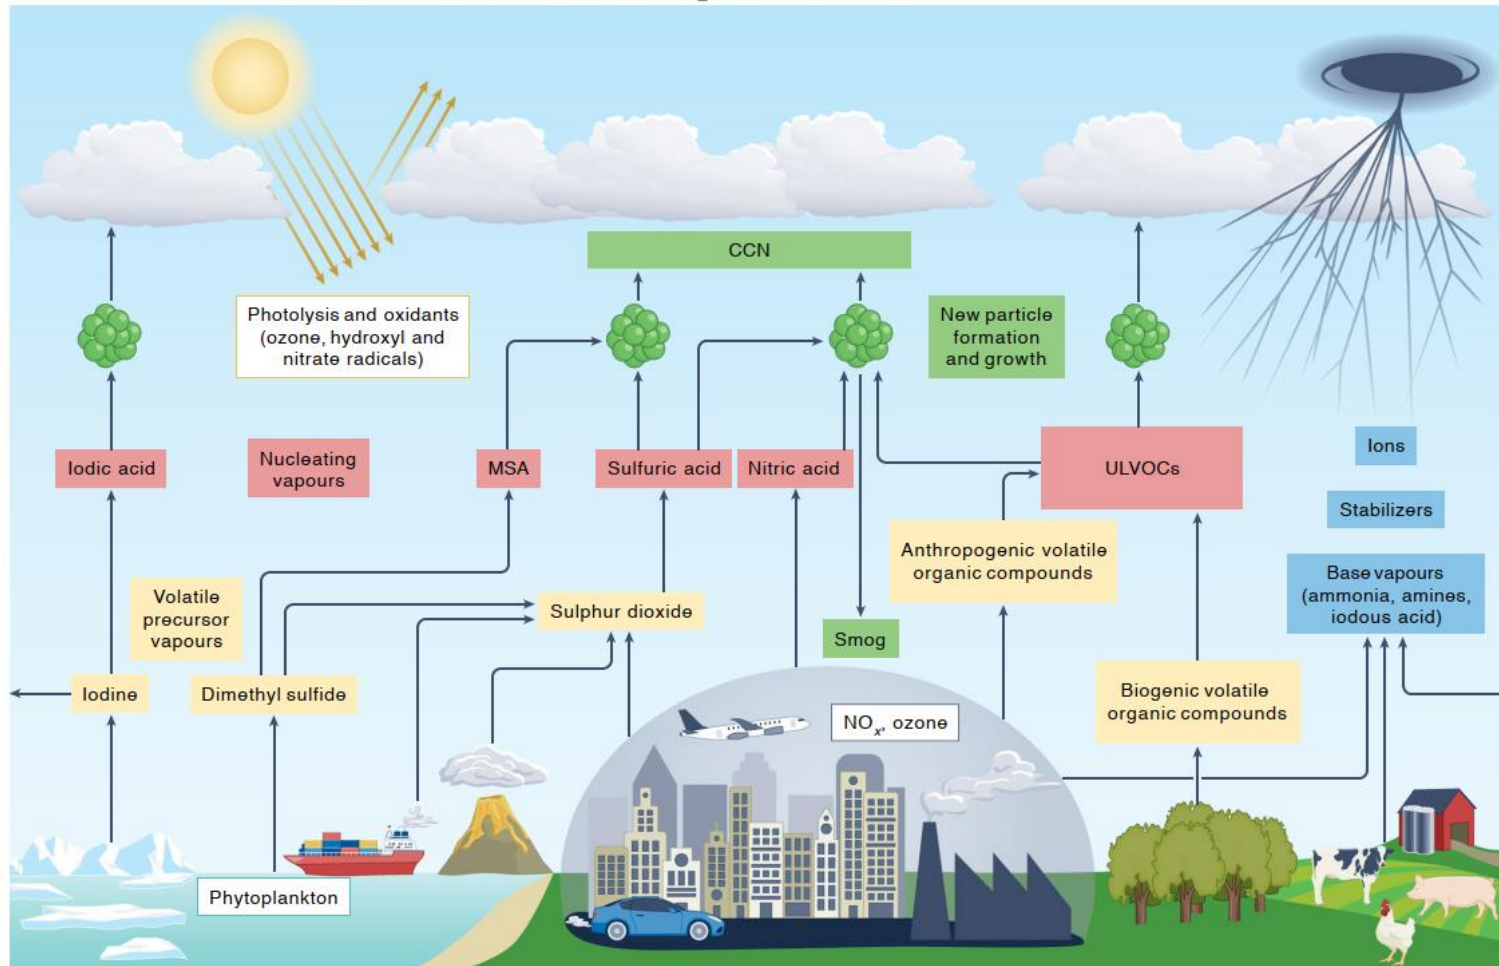 CCN
Photolysis and oxidants
(ozone, hydroxyl and
nitrate radicals)
New particle
formation
and growth
Iodic acid
Nucleating
vapours
MSA
Sulfuric acid
Nitric acid
ULVOCs
Ions
Stabilizers
Anthropogenic volatile
organic compounds
Base vapours
(ammonia, amines,
iodous acid)
Volatile
precursor
vapours
Sulphur dioxide
Smog
Iodine
Dimethyl sulfide
Biogenic volatile
organic compounds
NOx, ozone
Phytoplankton